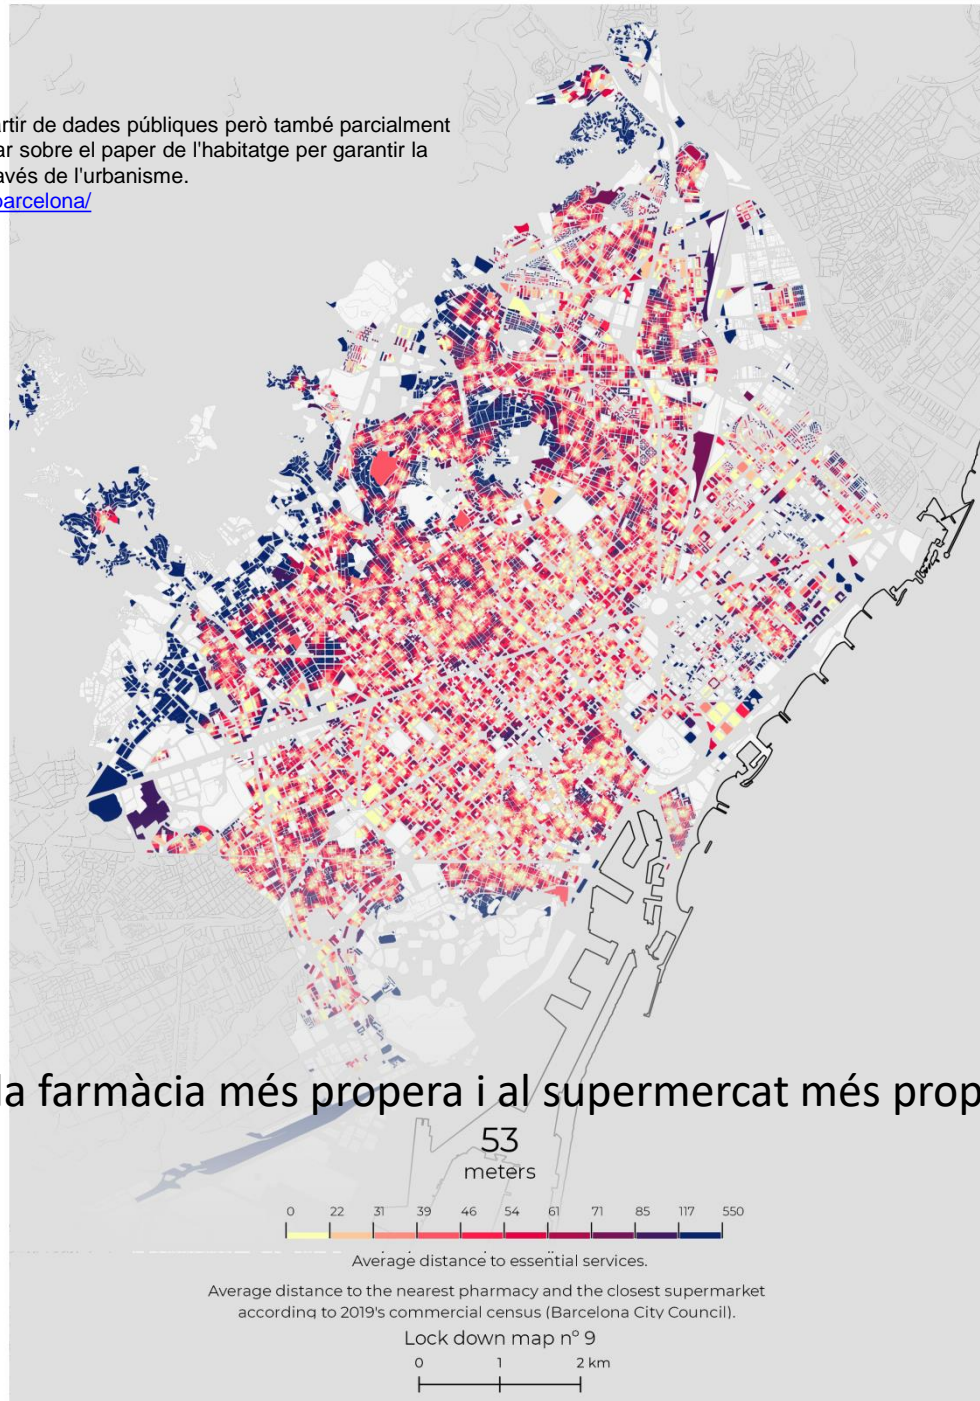 rtir de dades públiques però també parcialment
ar sobre el paper de l'habitatge per garantir la
avés de l'urbanisme.
barcelona/
la farmàcia més propera i al supermercat més prop
53
meters
0 22 31 39 46 54 61 71 85 117 550
Average distance to essential services.
Average distance to the nearest pharmacy and the closest supermarket
according to 2019's commercial census (Barcelona City Council).
Lock down map nº 9
0 1 2 km